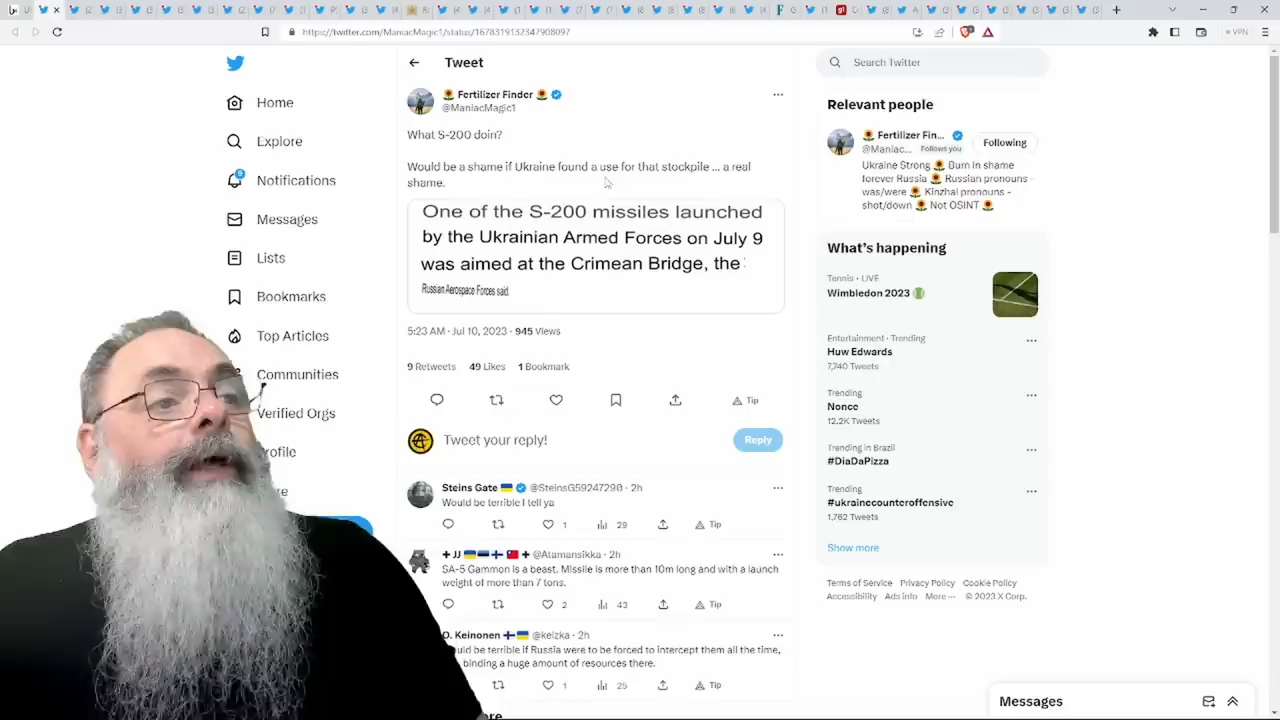 https://twitter.com/ManiacMagic1/status/1678319132347908097
VPN
Home
Explore
9
Notifications
Messages
Lists
Bookmarks
Top Articles
Communities
Verified Orgs
Tweet
Fertilizer Finder
@ManiacMagic1
What S-200 doin?
Would be a shame if Ukraine found a use for that stockpile ... a real
shame.
One of the S-200 missiles launched
by the Ukrainian Armed Forces on July 9
was aimed at the Crimean Bridge, the
Russian Aerospace Forces said.
5:23 AM · Jul 10, 2023 · 945 Views
9 Retweets 49 Likes 1 Bookmark
Tip
Tweet your reply!
Reply
Steins Gate @SteinsG59247290 · 2h
Would be terrible I tell ya
1 29 Tip
JJ @Atamansikka · 2h
SA-5 Gammon is a beast. Missile is more than 10m long and with a launch
weight of more than 7 tons.
2 43 Tip
O. Keinonen @keizka · 2h
be terrible if Russia were to be forced to intercept them all the time,
binding a huge amount of resources there.
1 25 Tip
Search Twitter
Relevant people
Fertilizer Fin...
@Maniac... Follows you
Following
Ukraine Strong Burn in shame
forever Russia Russian pronouns -
was/were Kinzhal pronouns -
shot/down Not OSINT
What's happening
Tennis · LIVE
Wimbledon 2023
Entertainment · Trending
Huw Edwards
7,740 Tweets
Trending
Nonce
12.2K Tweets
Trending in Brazil
#DiaDaPizza
Trending
#ukrainecounteroffensive
1,762 Tweets
Show more
Terms of Service Privacy Policy Cookie Policy
Accessibility Ads info More ··· © 2023 X Corp.
Messages